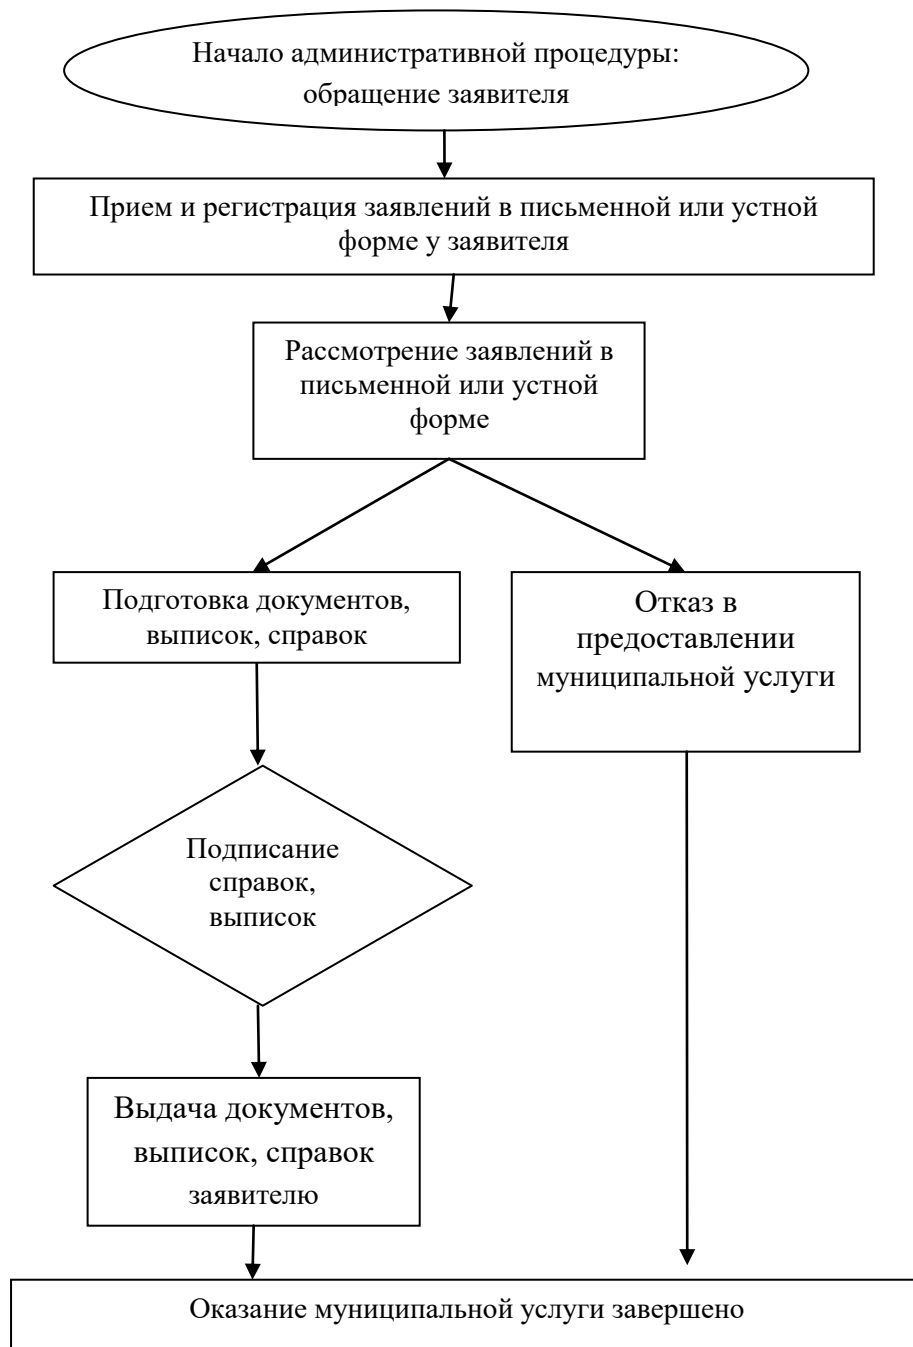 Начало административной процедуры:
обращение заявителя
Прием и регистрация заявлений в письменной или устной
форме у заявителя
Рассмотрение заявлений в
письменной или устной
форме
Подготовка документов,
выписок, справок
Отказ в
предоставлении
муниципальной услуги
Подписание
справок,
выписок
Выдача документов,
выписок, справок
заявителю
Оказание муниципальной услуги завершено